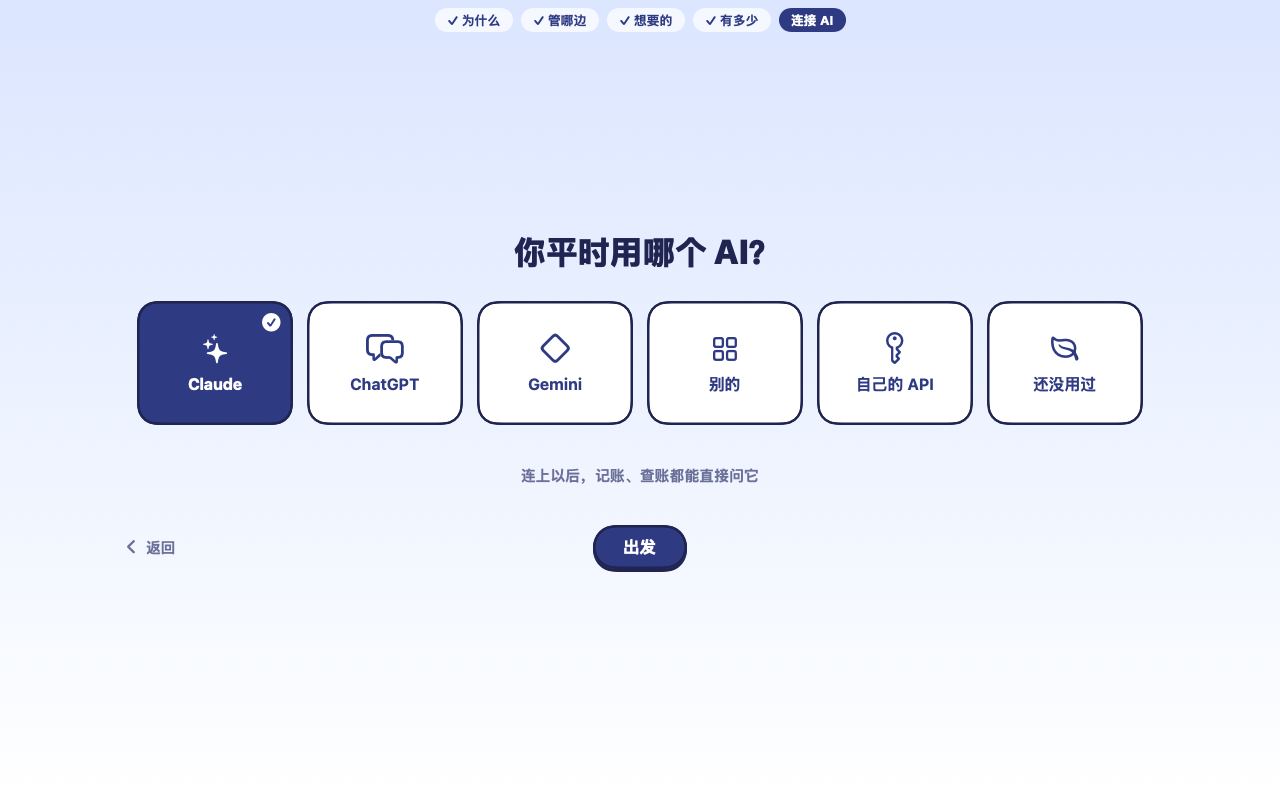 为什么
管哪边
想要的
有多少
连接 AI
你平时用哪个 AI?
Claude
ChatGPT
Gemini
别的
自己的 API
还没用过
连上以后，记账、查账都能直接问它
返回
出发